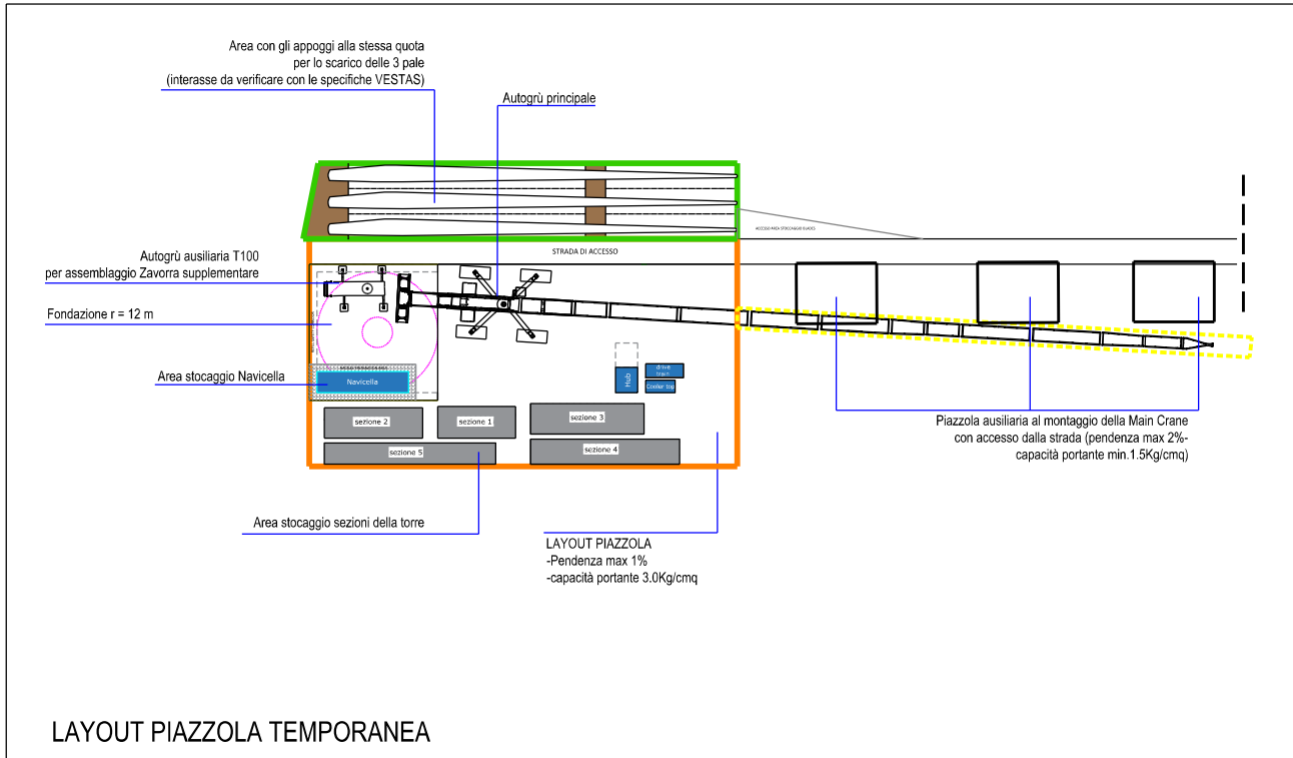 Area con gli appoggi alla stessa quota
per lo scarico delle 3 pale
(interasse da verificare con le specifiche VESTAS)
Autogrù principale
STRADA DI ACCESSO
Autogrù ausiliaria T100
per assemblaggio Zavorra supplementare
Fondazione r = 12 m
Area stocaggio Navicella
Navicella
Hub
Cooler top
sezione 2
sezione 1
sezione 3
sezione 5
sezione 4
Piazzola ausiliaria al montaggio della Main Crane
con accesso dalla strada (pendenza max 2%-
capacità portante min.1.5Kg/cmq)
Area stocaggio sezioni della torre
LAYOUT PIAZZOLA
-Pendenza max 1%
-capacità portante 3.0Kg/cmq
LAYOUT PIAZZOLA TEMPORANEA